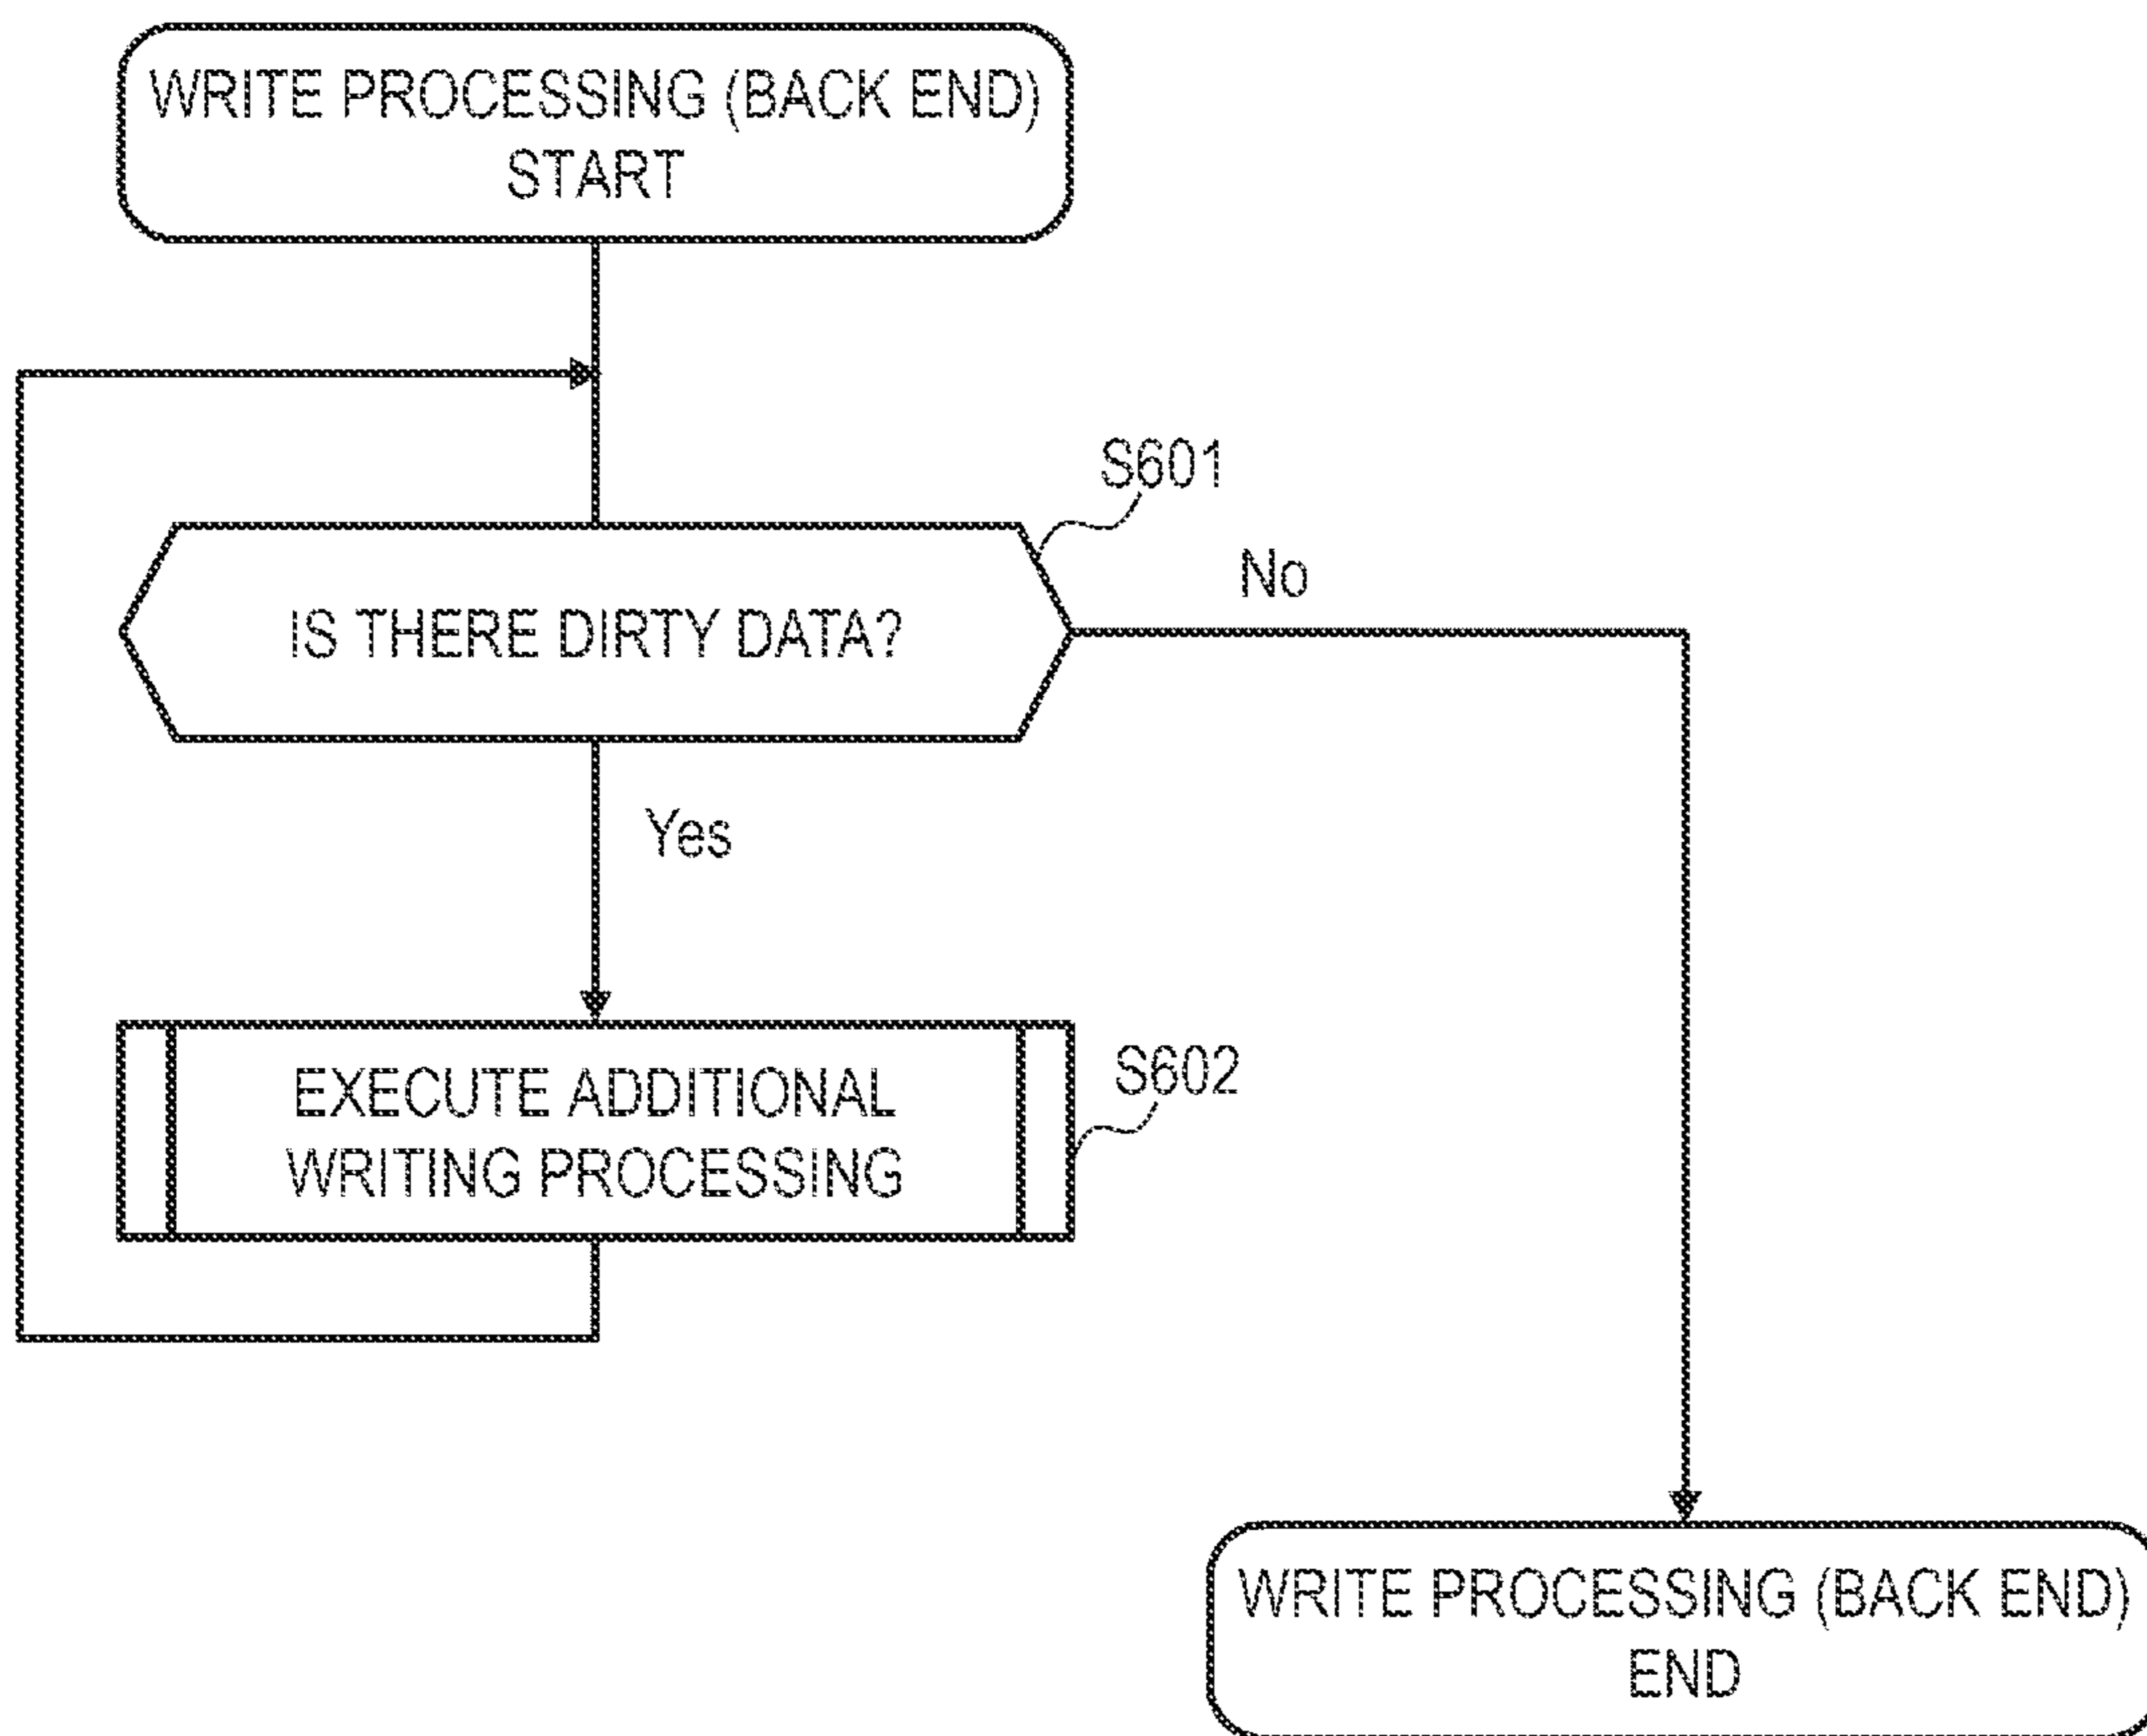 WRITE PROCESSING (BACK END)
START
S601
IS THERE DIRTY DATA?
No
Yes
EXECUTE ADDITIONAL
WRITING PROCESSING
S602
WRITE PROCESSING (BACK END)
END